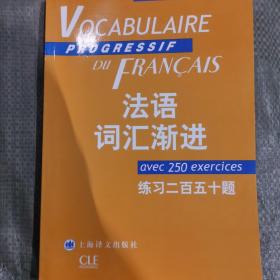 VOCABULAIRE
PROGRESSIF
DU FRANÇAIS
法语
词汇渐进
avec 250 exercices
练习二百五十题
上海译文出版社
CLE